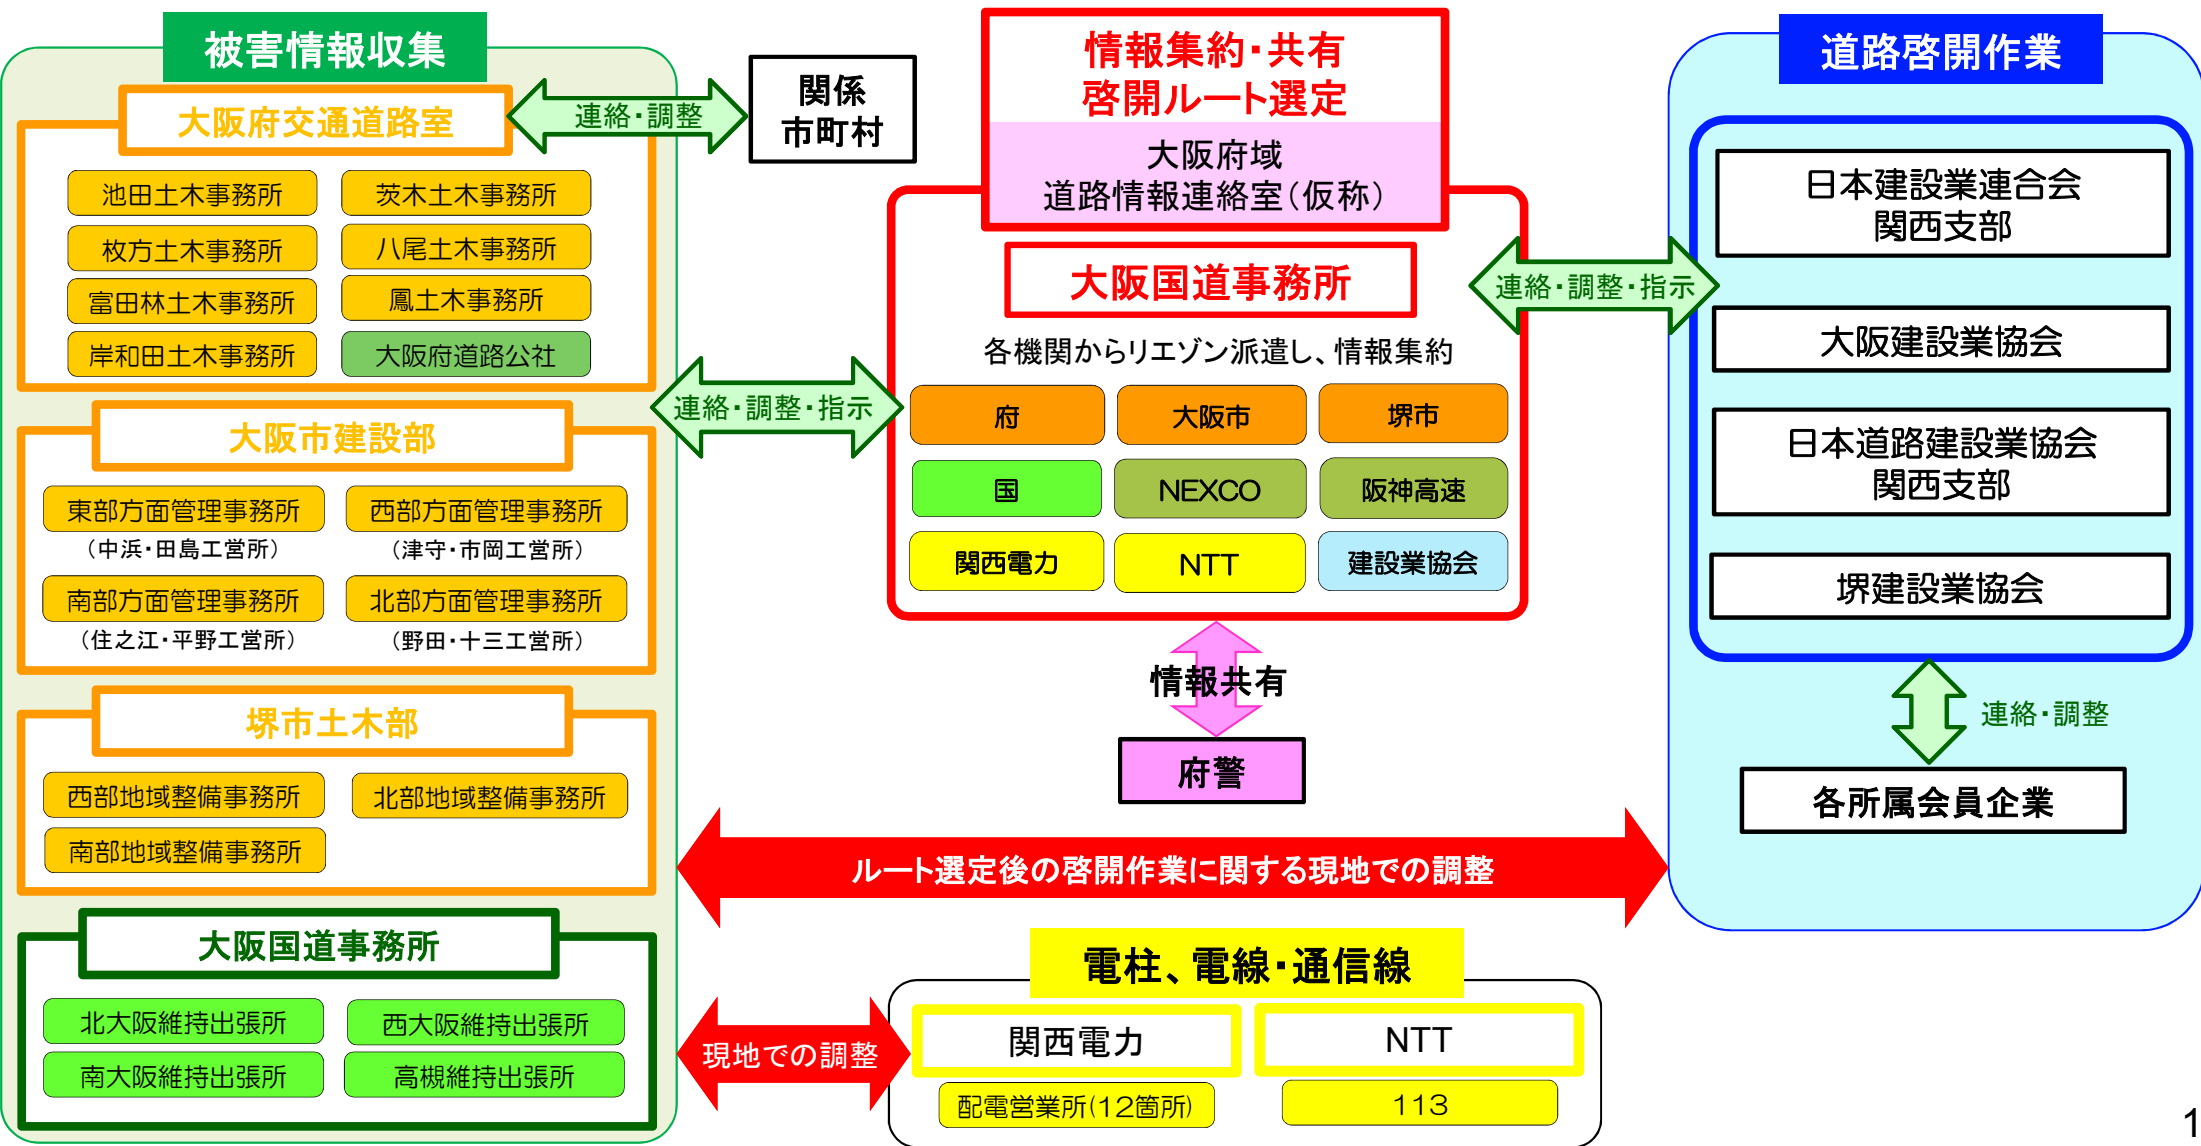 被害情報収集
大阪府交通道路室
池田土木事務所
茨木土木事務所
枚方土木事務所
八尾土木事務所
富田林土木事務所
鳳土木事務所
岸和田土木事務所
大阪府道路公社
連絡・調整
関係
市町村
大阪市建設部
東部方面管理事務所
西部方面管理事務所
（中浜・田島工営所）
（津守・市岡工営所）
南部方面管理事務所
北部方面管理事務所
（住之江・平野工営所）
（野田・十三工営所）
堺市土木部
西部地域整備事務所
北部地域整備事務所
南部地域整備事務所
大阪国道事務所
北大阪維持出張所
西大阪維持出張所
南大阪維持出張所
高槻維持出張所
連絡・調整・指示
情報集約・共有
啓開ルート選定
大阪府域
道路情報連絡室（仮称）
大阪国道事務所
各機関からリエゾン派遣し、情報集約
府
大阪市
堺市
国
NEXCO
阪神高速
関西電力
NTT
建設業協会
情報共有
府警
連絡・調整・指示
道路啓開作業
日本建設業連合会
関西支部
大阪建設業協会
日本道路建設業協会
関西支部
堺建設業協会
連絡・調整
各所属会員企業
ルート選定後の啓開作業に関する現地での調整
現地での調整
電柱、電線・通信線
関西電力
NTT
配電営業所(12箇所)
113
1